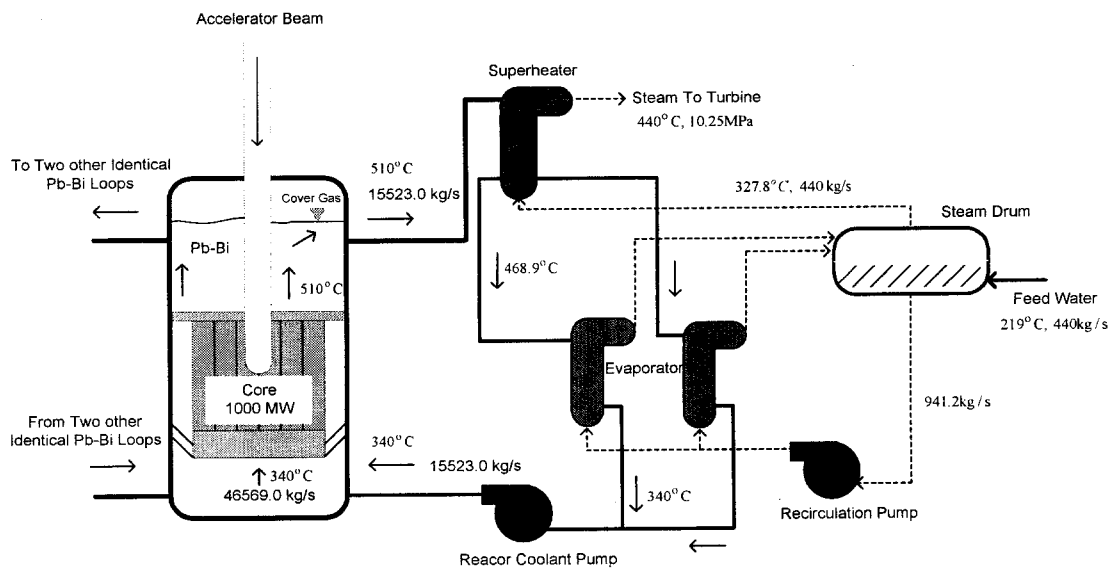 Accelerator Beam
Superheater
Steam To Turbine
440°C, 10.25MPa
To Two other Identical
Pb-Bi Loops
510°C
15523.0 kg/s
Cover Gas
327.8°C, 440 kg/s
Steam Drum
Pb-Bi
468.9°C
510°C
Feed Water
219°C, 440kg/s
Evaporator
Core
1000 MW
941.2kg/s
From Two other
Identical Pb-Bi Loops
340°C
15523.0 kg/s
340°C
46569.0 kg/s
340°C
Recirculation Pump
Reacor Coolant Pump